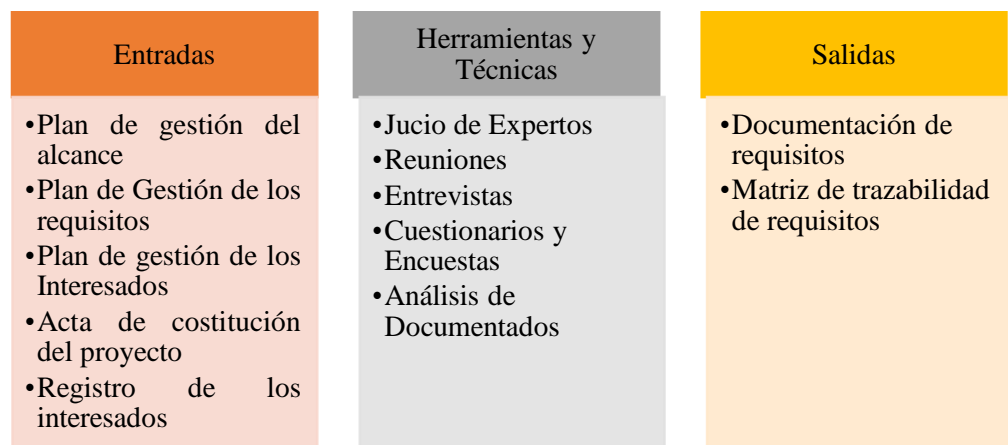 Entradas
•Plan de gestión del
alcance
•Plan de Gestión de los
requisitos
•Plan de gestión de los
Interesados
•Acta de costitución
del proyecto
•Registro de los
interesados
Herramientas y
Técnicas
•Jucio de Expertos
•Reuniones
•Entrevistas
•Cuestionarios y
Encuestas
•Análisis de
Documentados
Salidas
•Documentación de
requisitos
•Matriz de trazabilidad
de requisitos